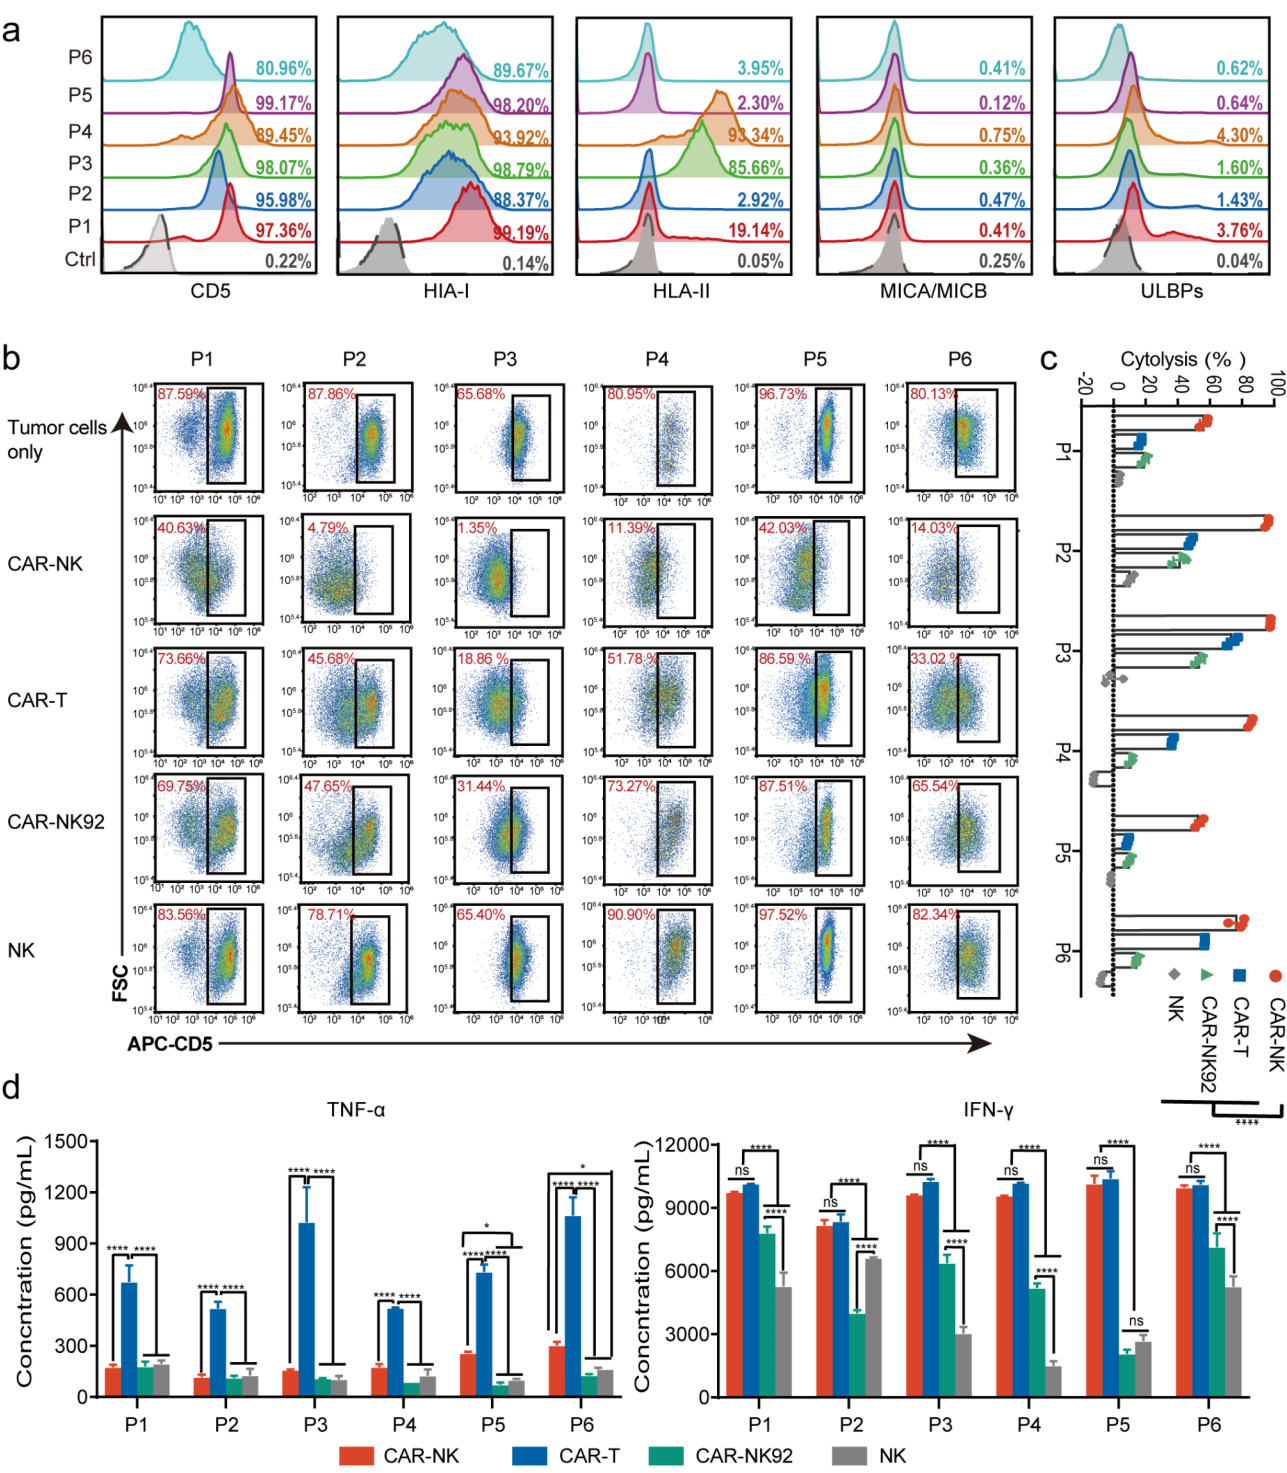 a
P6
P5
P4
P3
P2
P1
Ctrl
80.96%
99.17%
89.45%
98.07%
95.98%
97.36%
0.22%
CD5
89.67%
98.20%
93.92%
98.79%
88.37%
99.19%
0.14%
HIA-I
3.95%
2.30%
93.34%
85.66%
2.92%
19.14%
0.05%
HLA-II
0.41%
0.12%
0.75%
0.36%
0.47%
0.41%
0.25%
MICA/MICB
0.62%
0.64%
4.30%
1.60%
1.43%
3.76%
0.04%
ULBPs
b
P1 P2 P3 P4 P5 P6
Tumor cells only
87.59% 87.86% 65.68% 80.95% 96.73% 80.13%
CAR-NK
40.63% 4.79% 1.35% 11.39% 42.03% 14.03%
CAR-T
73.66% 45.68% 18.86 % 51.78 % 86.59 % 33.02 %
CAR-NK92
69.75% 47.65% 31.44% 73.27% 87.51% 65.54%
NK
83.56% 78.71% 65.40% 90.90% 97.52% 82.34%
FSC
APC-CD5
c
Cytolysis (%)
-20 0 20 40 60 80 100
P1
P2
P3
P4
P5
P6
NK
CAR-NK92
CAR-T
CAR-NK
****
d
TNF-α
Concntration (pg/mL)
1500
1200
900
600
300
0
**** ****
**** ****
**** ****
**** ****
*
**** ****
*
**** ****
P1 P2 P3 P4 P5 P6
IFN-γ
Concntration (pg/mL)
12000
9000
6000
3000
0
ns **** ****
ns **** ****
ns **** ****
ns **** ****
ns **** ns
ns **** ****
P1 P2 P3 P4 P5 P6
CAR-NK CAR-T CAR-NK92 NK